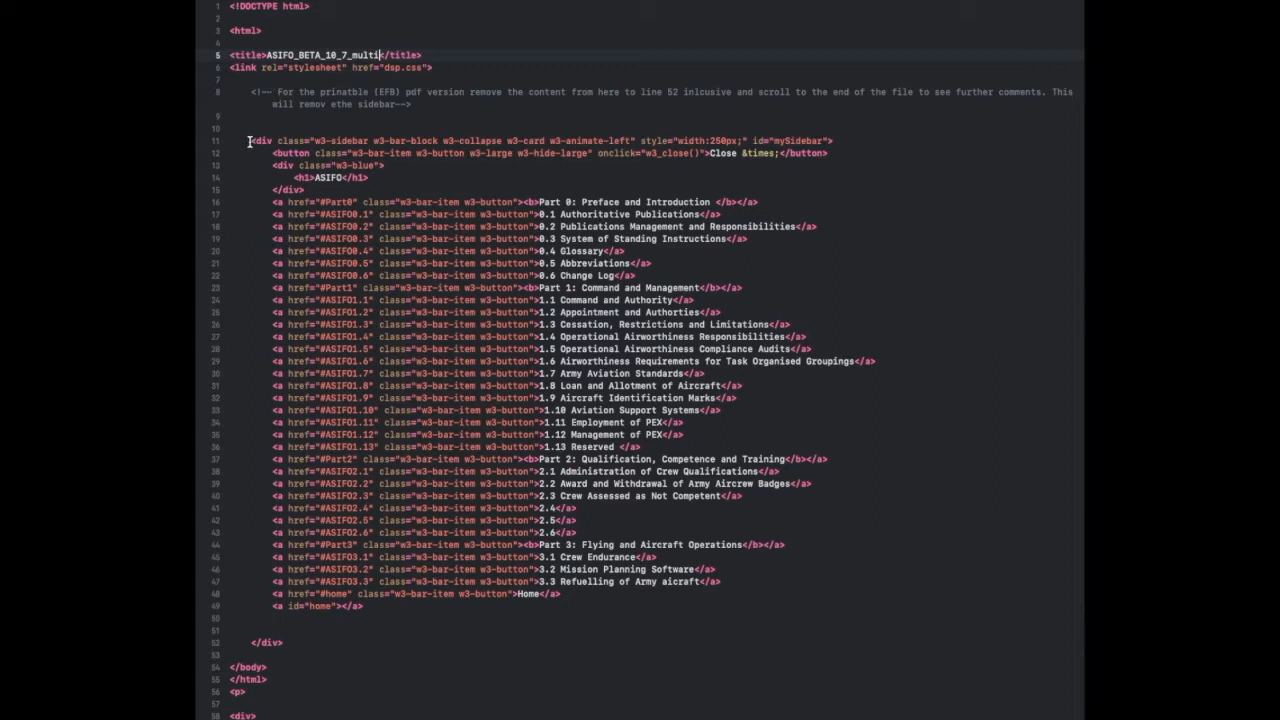 1 <!DOCTYPE html>
2
3 <html>
4
5 <title>ASIFO_BETA_10_7_multi</title>
6 <link rel="stylesheet" href="dsp.css">
7
8 <!-- For the prinatble (EFB) pdf version remove the content from here to line 52 inlcusive and scroll to the end of the file to see further comments. This
will remov ethe sidebar-->
9
10
11 <div class="w3-sidebar w3-bar-block w3-collapse w3-card w3-animate-left" style="width:250px;" id="mySidebar">
12 <button class="w3-bar-item w3-button w3-large w3-hide-large" onclick="w3_close()">Close &times;</button>
13 <div class="w3-blue">
14 <h1>ASIFO</h1>
15 </div>
16 <a href="#Part0" class="w3-bar-item w3-button"><b>Part 0: Preface and Introduction </b></a>
17 <a href="#ASIFO0.1" class="w3-bar-item w3-button">0.1 Authoritative Publications</a>
18 <a href="#ASIFO0.2" class="w3-bar-item w3-button">0.2 Publications Management and Responsibilities</a>
19 <a href="#ASIFO0.3" class="w3-bar-item w3-button">0.3 System of Standing Instructions</a>
20 <a href="#ASIFO0.4" class="w3-bar-item w3-button">0.4 Glossary</a>
21 <a href="#ASIFO0.5" class="w3-bar-item w3-button">0.5 Abbreviations</a>
22 <a href="#ASIFO0.6" class="w3-bar-item w3-button">0.6 Change Log</a>
23 <a href="#Part1" class="w3-bar-item w3-button"><b>Part 1: Command and Management</b></a>
24 <a href="#ASIFO1.1" class="w3-bar-item w3-button">1.1 Command and Authority</a>
25 <a href="#ASIFO1.2" class="w3-bar-item w3-button">1.2 Appointment and Authorties</a>
26 <a href="#ASIFO1.3" class="w3-bar-item w3-button">1.3 Cessation, Restrictions and Limitations</a>
27 <a href="#ASIFO1.4" class="w3-bar-item w3-button">1.4 Operational Airworthiness Responsibilities</a>
28 <a href="#ASIFO1.5" class="w3-bar-item w3-button">1.5 Operational Airworthiness Compliance Audits</a>
29 <a href="#ASIFO1.6" class="w3-bar-item w3-button">1.6 Airworthiness Requirements for Task Organised Groupings</a>
30 <a href="#ASIFO1.7" class="w3-bar-item w3-button">1.7 Army Aviation Standards</a>
31 <a href="#ASIFO1.8" class="w3-bar-item w3-button">1.8 Loan and Allotment of Aircraft</a>
32 <a href="#ASIFO1.9" class="w3-bar-item w3-button">1.9 Aircraft Identification Marks</a>
33 <a href="#ASIFO1.10" class="w3-bar-item w3-button">1.10 Aviation Support Systems</a>
34 <a href="#ASIFO1.11" class="w3-bar-item w3-button">1.11 Employment of PEX</a>
35 <a href="#ASIFO1.12" class="w3-bar-item w3-button">1.12 Management of PEX</a>
36 <a href="#ASIFO1.13" class="w3-bar-item w3-button">1.13 Reserved </a>
37 <a href="#Part2" class="w3-bar-item w3-button"><b>Part 2: Qualification, Competence and Training</b></a>
38 <a href="#ASIFO2.1" class="w3-bar-item w3-button">2.1 Administration of Crew Qualifications</a>
39 <a href="#ASIFO2.2" class="w3-bar-item w3-button">2.2 Award and Withdrawal of Army Aircrew Badges</a>
40 <a href="#ASIFO2.3" class="w3-bar-item w3-button">2.3 Crew Assessed as Not Competent</a>
41 <a href="#ASIFO2.4" class="w3-bar-item w3-button">2.4</a>
42 <a href="#ASIFO2.5" class="w3-bar-item w3-button">2.5</a>
43 <a href="#ASIFO2.6" class="w3-bar-item w3-button">2.6</a>
44 <a href="#Part3" class="w3-bar-item w3-button"><b>Part 3: Flying and Aircraft Operations</b></a>
45 <a href="#ASIFO3.1" class="w3-bar-item w3-button">3.1 Crew Endurance</a>
46 <a href="#ASIFO3.2" class="w3-bar-item w3-button">3.2 Mission Planning Software</a>
47 <a href="#ASIFO3.3" class="w3-bar-item w3-button">3.3 Refuelling of Army aicraft</a>
48 <a href="#home" class="w3-bar-item w3-button">Home</a>
49 <a id="home"></a>
50
51
52 </div>
53
54 </body>
55 </html>
56 <p>
57
58 <div>